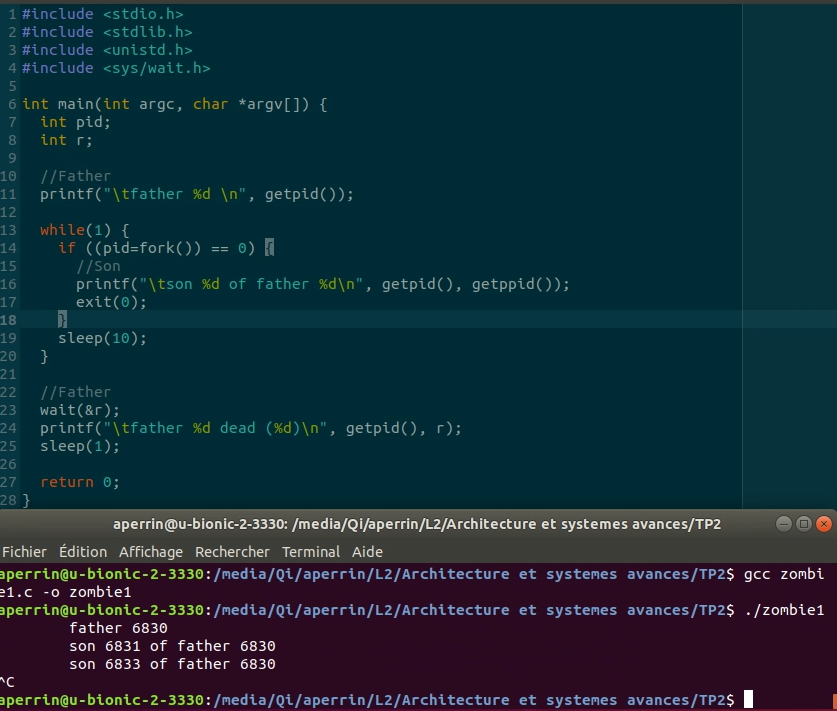 1 #include <stdio.h>
2 #include <stdlib.h>
3 #include <unistd.h>
4 #include <sys/wait.h>
5
6 int main(int argc, char *argv[]) {
7   int pid;
8   int r;
9
10   //Father
11   printf("\tfather %d \n", getpid());
12
13   while(1) {
14     if ((pid=fork()) == 0) {
15       //Son
16       printf("\tson %d of father %d\n", getpid(), getppid());
17       exit(0);
18     }
19     sleep(10);
20   }
21
22   //Father
23   wait(&r);
24   printf("\tfather %d dead (%d)\n", getpid(), r);
25   sleep(1);
26
27   return 0;
28 }
aperrin@u-bionic-2-3330: /media/Qi/aperrin/L2/Architecture et systemes avances/TP2
Fichier Édition Affichage Rechercher Terminal Aide
aperrin@u-bionic-2-3330:/media/Qi/aperrin/L2/Architecture et systemes avances/TP2$ gcc zombi
e1.c -o zombie1
aperrin@u-bionic-2-3330:/media/Qi/aperrin/L2/Architecture et systemes avances/TP2$ ./zombie1
        father 6830
        son 6831 of father 6830
        son 6833 of father 6830
^C
aperrin@u-bionic-2-3330:/media/Qi/aperrin/L2/Architecture et systemes avances/TP2$